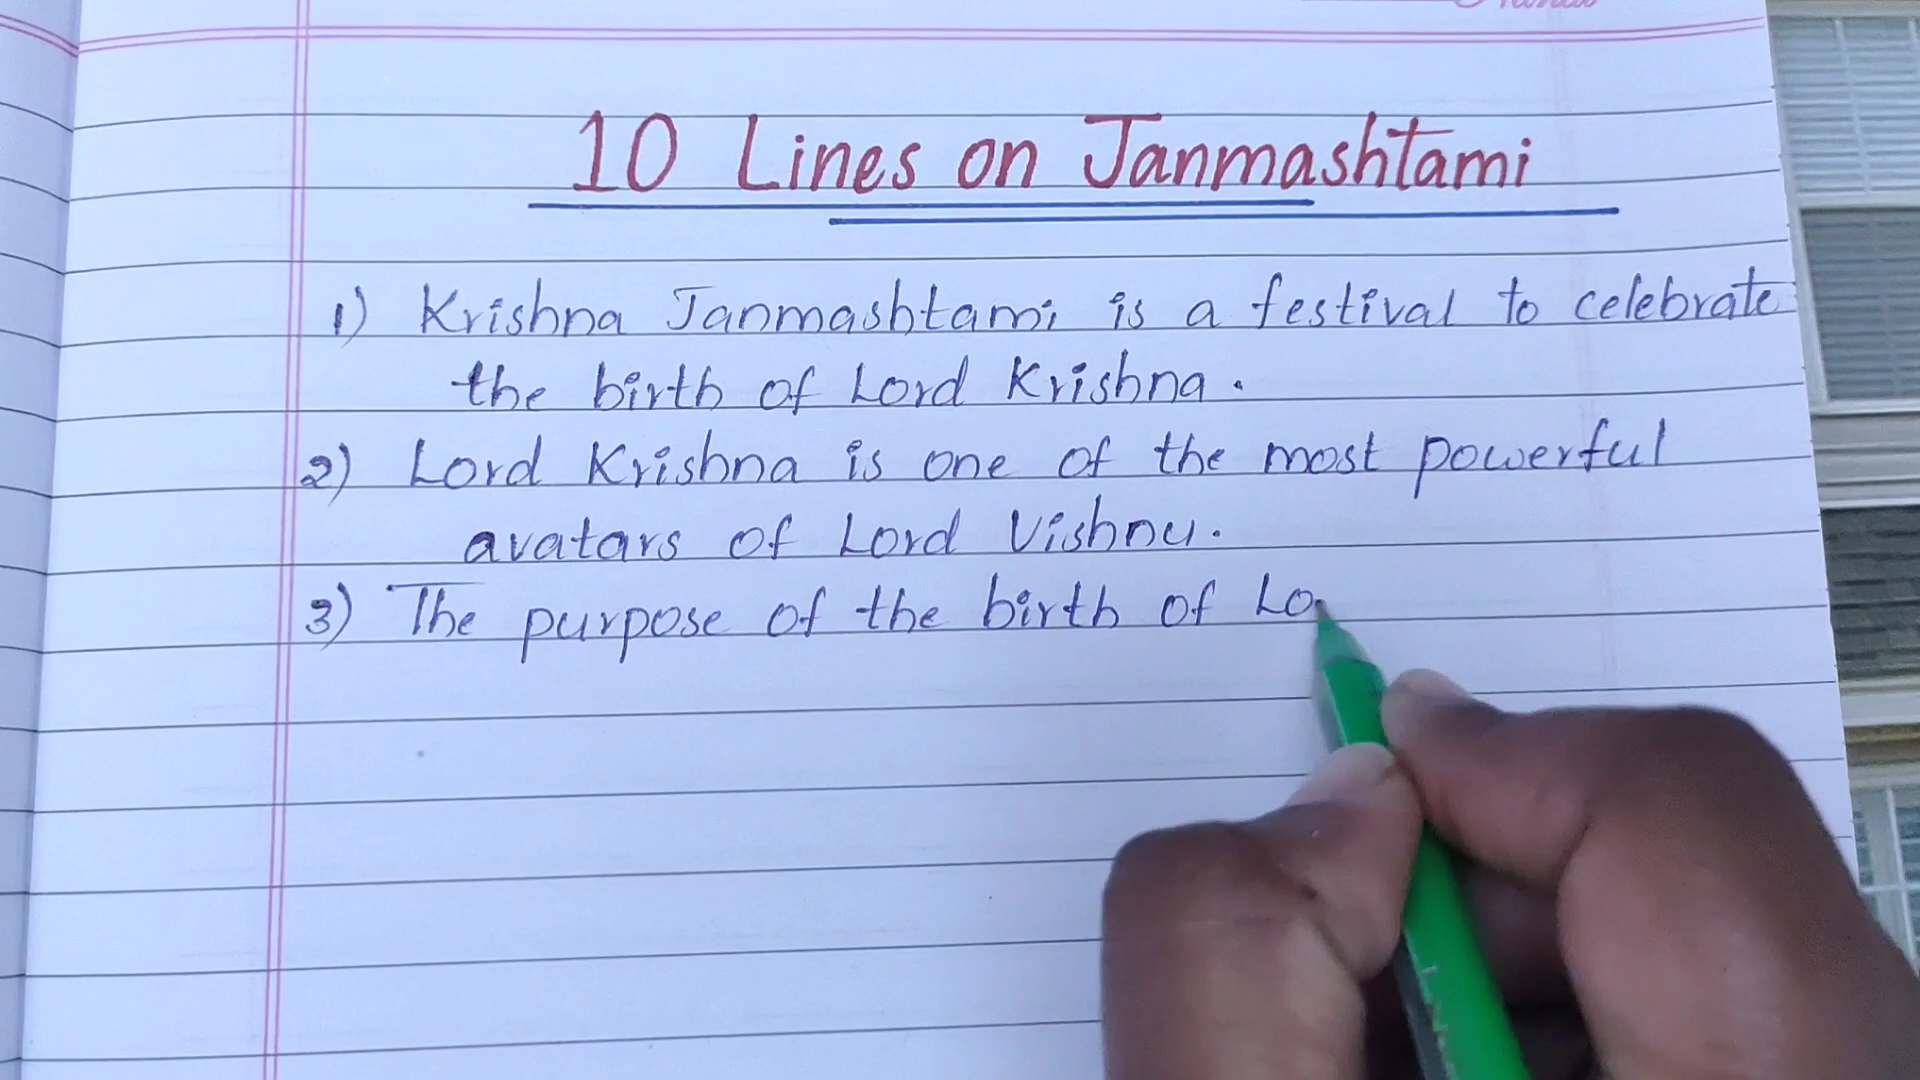 10 Lines on Janmashtami
1) Krishna Janmashtami is a festival to celebrate
the birth of Lord Krishna.
2) Lord Krishna is one of the most powerful
avatars of Lord Vishnu.
3) The purpose of the birth of Lo